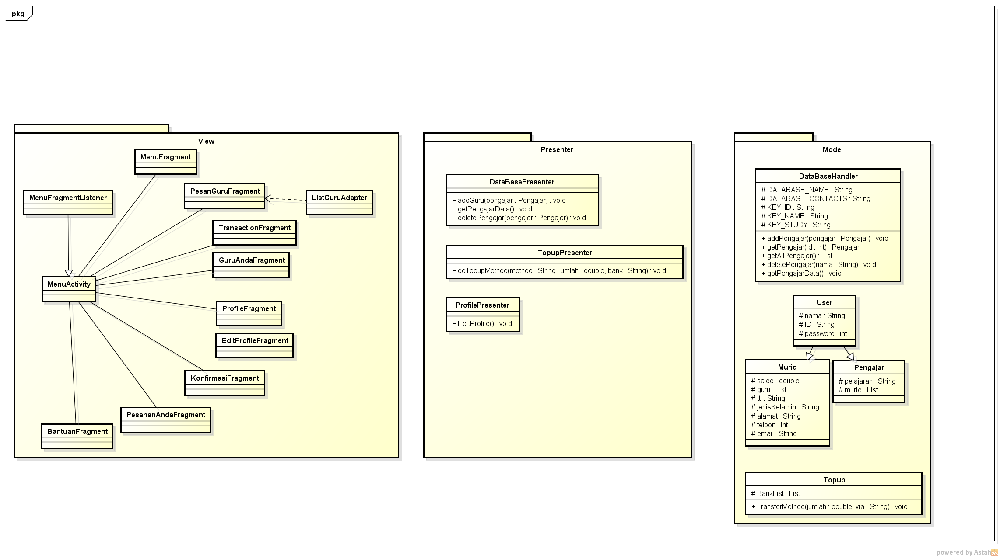 pkg
View
MenuFragment
MenuFragmentListener
PesanGuruFragment
ListGuruAdapter
TransactionFragment
GuruAndaFragment
MenuActivity
ProfileFragment
EditProfileFragment
KonfirmasiFragment
PesananAndaFragment
BantuanFragment
Presenter
DataBasePresenter
+ addGuru(pengajar : Pengajar) : void
+ getPengajarData() : void
+ deletePengajar(pengajar : Pengajar) : void
TopupPresenter
+ doTopupMethod(method : String, jumlah : double, bank : String) : void
ProfilePresenter
+ EditProfile() : void
Model
DataBaseHandler
# DATABASE_NAME : String
# DATABASE_CONTACTS : String
# KEY_ID : String
# KEY_NAME : String
# KEY_STUDY : String
+ addPengajar(pengajar : Pengajar) : void
+ getPengajar(id : int) : Pengajar
+ getAllPengajar() : List
+ deletePengajar(nama : String) : void
+ getPengajarData() : void
User
# nama : String
# ID : String
# password : int
Murid
# saldo : double
# guru : List
# ttl : String
# jenisKelamin : String
# alamat : String
# telpon : int
# email : String
Pengajar
# pelajaran : String
# murid : List
Topup
# BankList : List
+ TransferMethod(jumlah : double, via : String) : void
powered by Astah